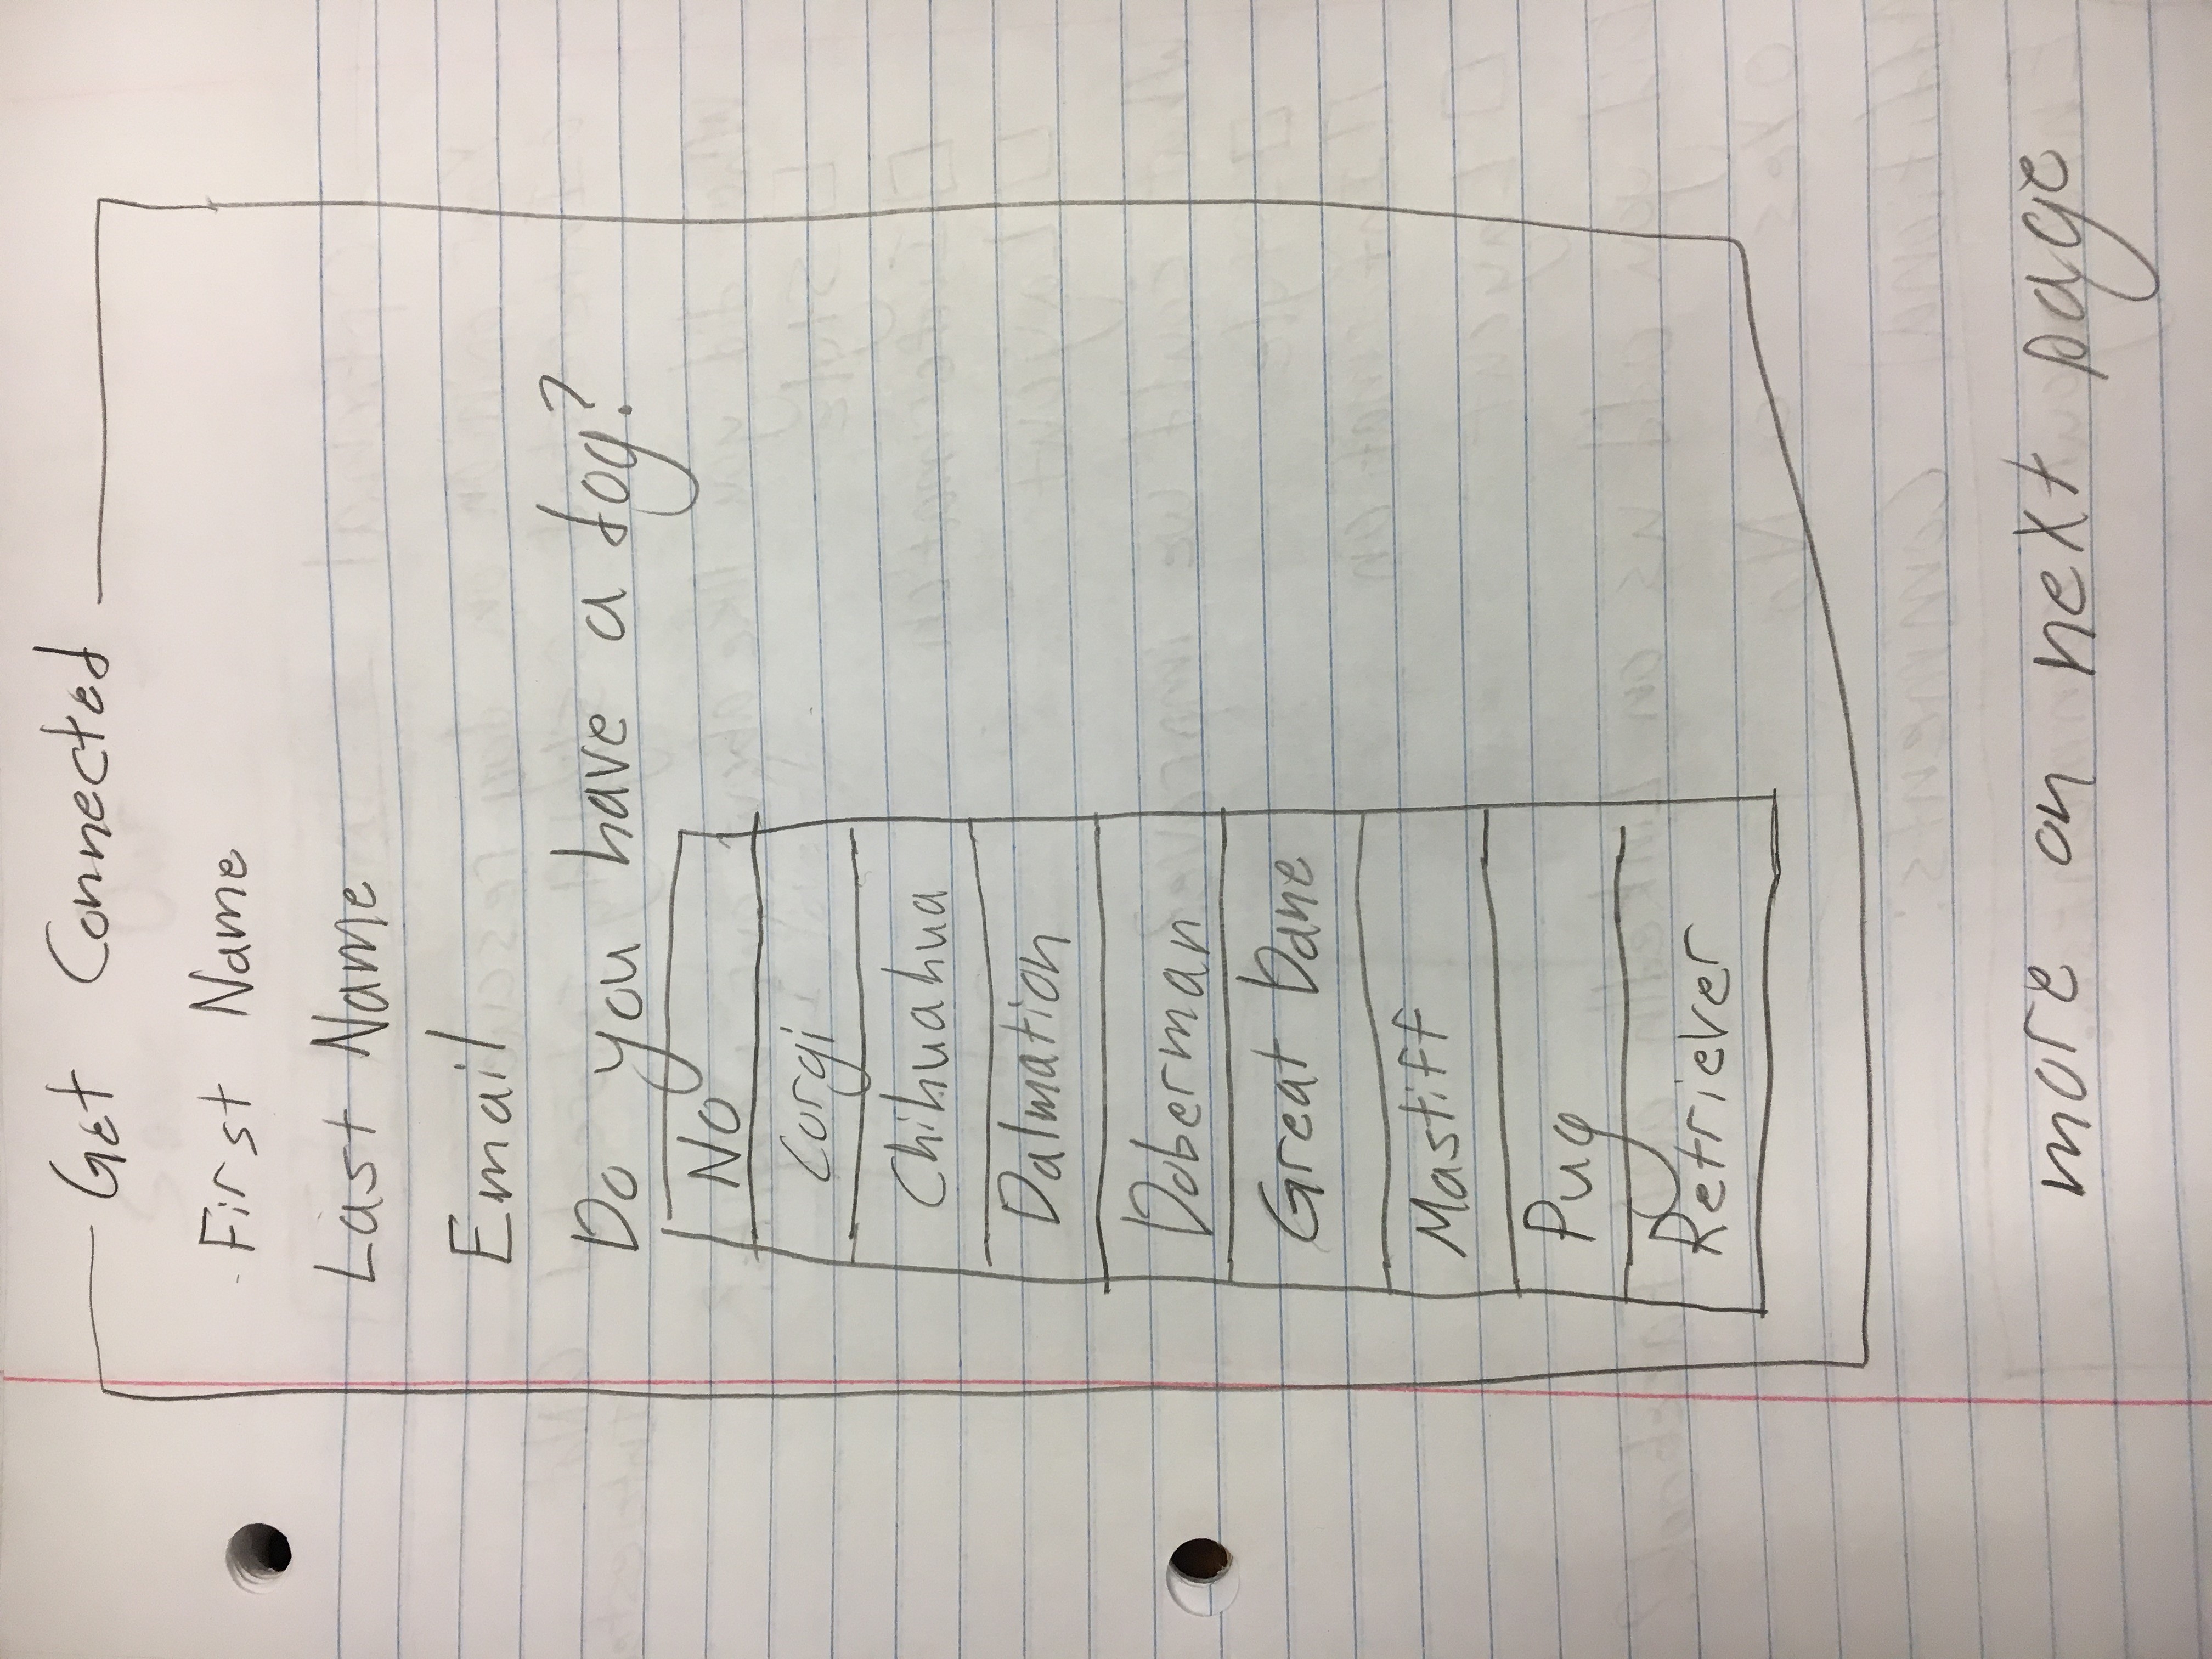 Get Connected
First Name
Last Name
Email
Do you have a dog?
No
Corgi
Chihuahua
Dalmation
Doberman
Great Dane
Mastiff
Pug
Retriever
more on next page